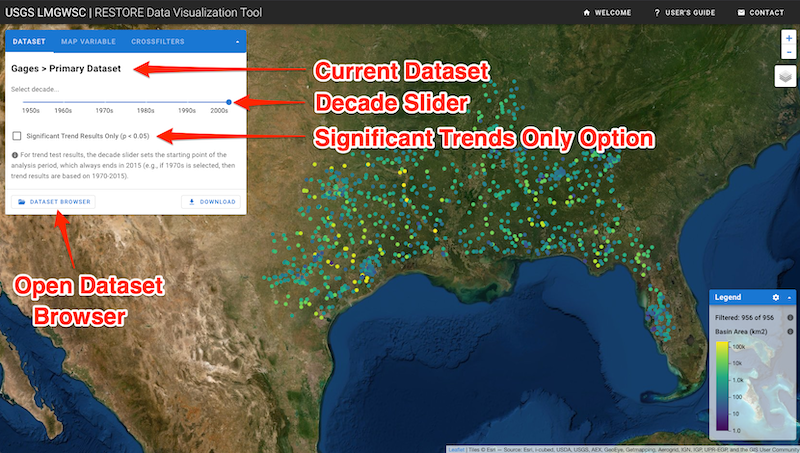 USGS LMGWSC | RESTORE Data Visualization Tool
WELCOME
? USER'S GUIDE
CONTACT
DATASET
MAP VARIABLE
CROSSFILTERS
Gages > Primary Dataset
Select decade...
1950s 1960s 1970s 1980s 1990s 2000s
Significant Trend Results Only (p < 0.05)
For trend test results, the decade slider sets the starting point of the
analysis period, which always ends in 2015 (e.g., if 1970s is selected, then
trend results are based on 1970-2015).
DATASET BROWSER
DOWNLOAD
Current Dataset
Decade Slider
Significant Trends Only Option
Open Dataset
Browser
+
-
Legend
Filtered: 956 of 956
Basin Area (km2)
100k
10k
1.0k
100
10
1.0
Leaflet | Tiles © Esri — Source: Esri, i-cubed, USDA, USGS, AEX, GeoEye, Getmapping, Aerogrid, IGN, IGP, UPR-EGP, and the GIS User Community